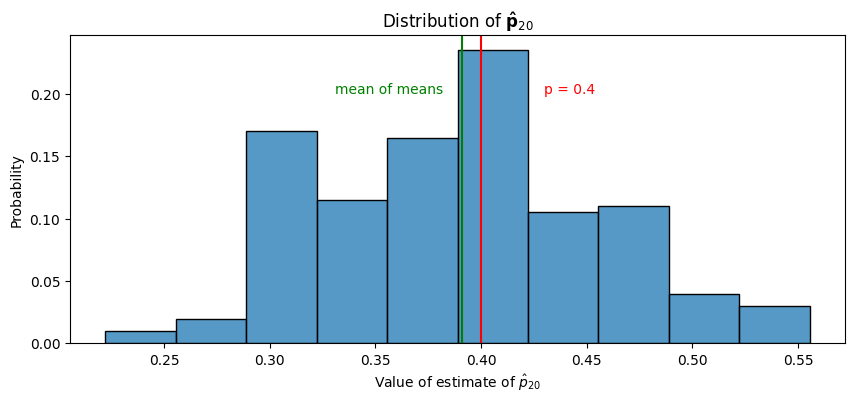 Distribution of p̂₂₀
Probability
0.20
0.15
0.10
0.05
0.00
mean of means
p = 0.4
0.25 0.30 0.35 0.40 0.45 0.50 0.55
Value of estimate of p̂₂₀